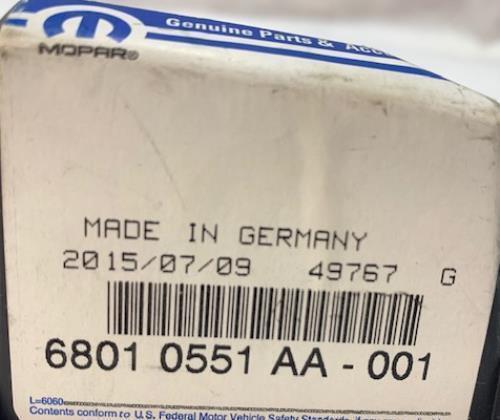 Genuine Parts &
MOPAR®
MADE IN GERMANY
2015/07/09 49767 G
6801 0551 AA - 001
L=6060
Contents conform to U.S. Federal Motor Vehicle Safety Standards,